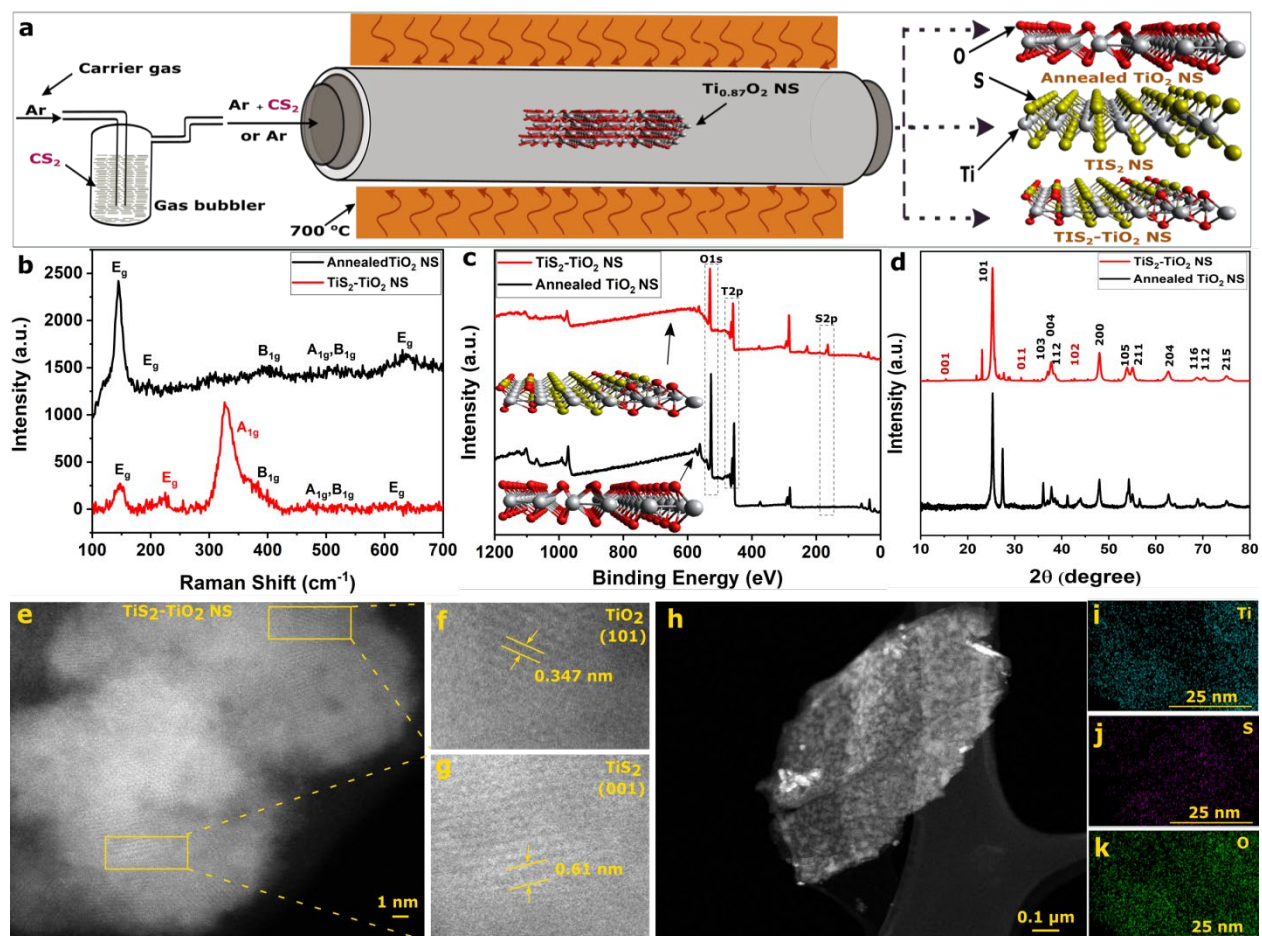 a
Carrier gas
Ar
CS₂
Gas bubbler
Ar + CS₂
or Ar
700 °C
Ti₀.₈₇O₂ NS
O
Annealed TiO₂ NS
S
TIS₂ NS
Ti
TIS₂-TiO₂ NS
b
Intensity (a.u.)
2500
2000
1500
1000
500
0
AnnealedTiO₂ NS
TiS₂-TiO₂ NS
E_g
E_g
B₁g
A₁g,B₁g
E_g
A₁g
E_g
E_g
B₁g
A₁g,B₁g
E_g
100 200 300 400 500 600 700
Raman Shift (cm⁻¹)
c
Intensity (a.u.)
TiS₂-TiO₂ NS
Annealed TiO₂ NS
O1s
T2p
S2p
1200 1000 800 600 400 200 0
Binding Energy (eV)
d
Intensity (a.u.)
TiS₂-TiO₂ NS
Annealed TiO₂ NS
001
101
011
103
004
112
102
200
105
211
204
116
112
215
10 20 30 40 50 60 70 80
2θ (degree)
e
TiS₂-TiO₂ NS
1 nm
f
TiO₂
(101)
0.347 nm
g
TiS₂
(001)
0.61 nm
h
0.1 µm
i
Ti
25 nm
j
S
25 nm
k
O
25 nm